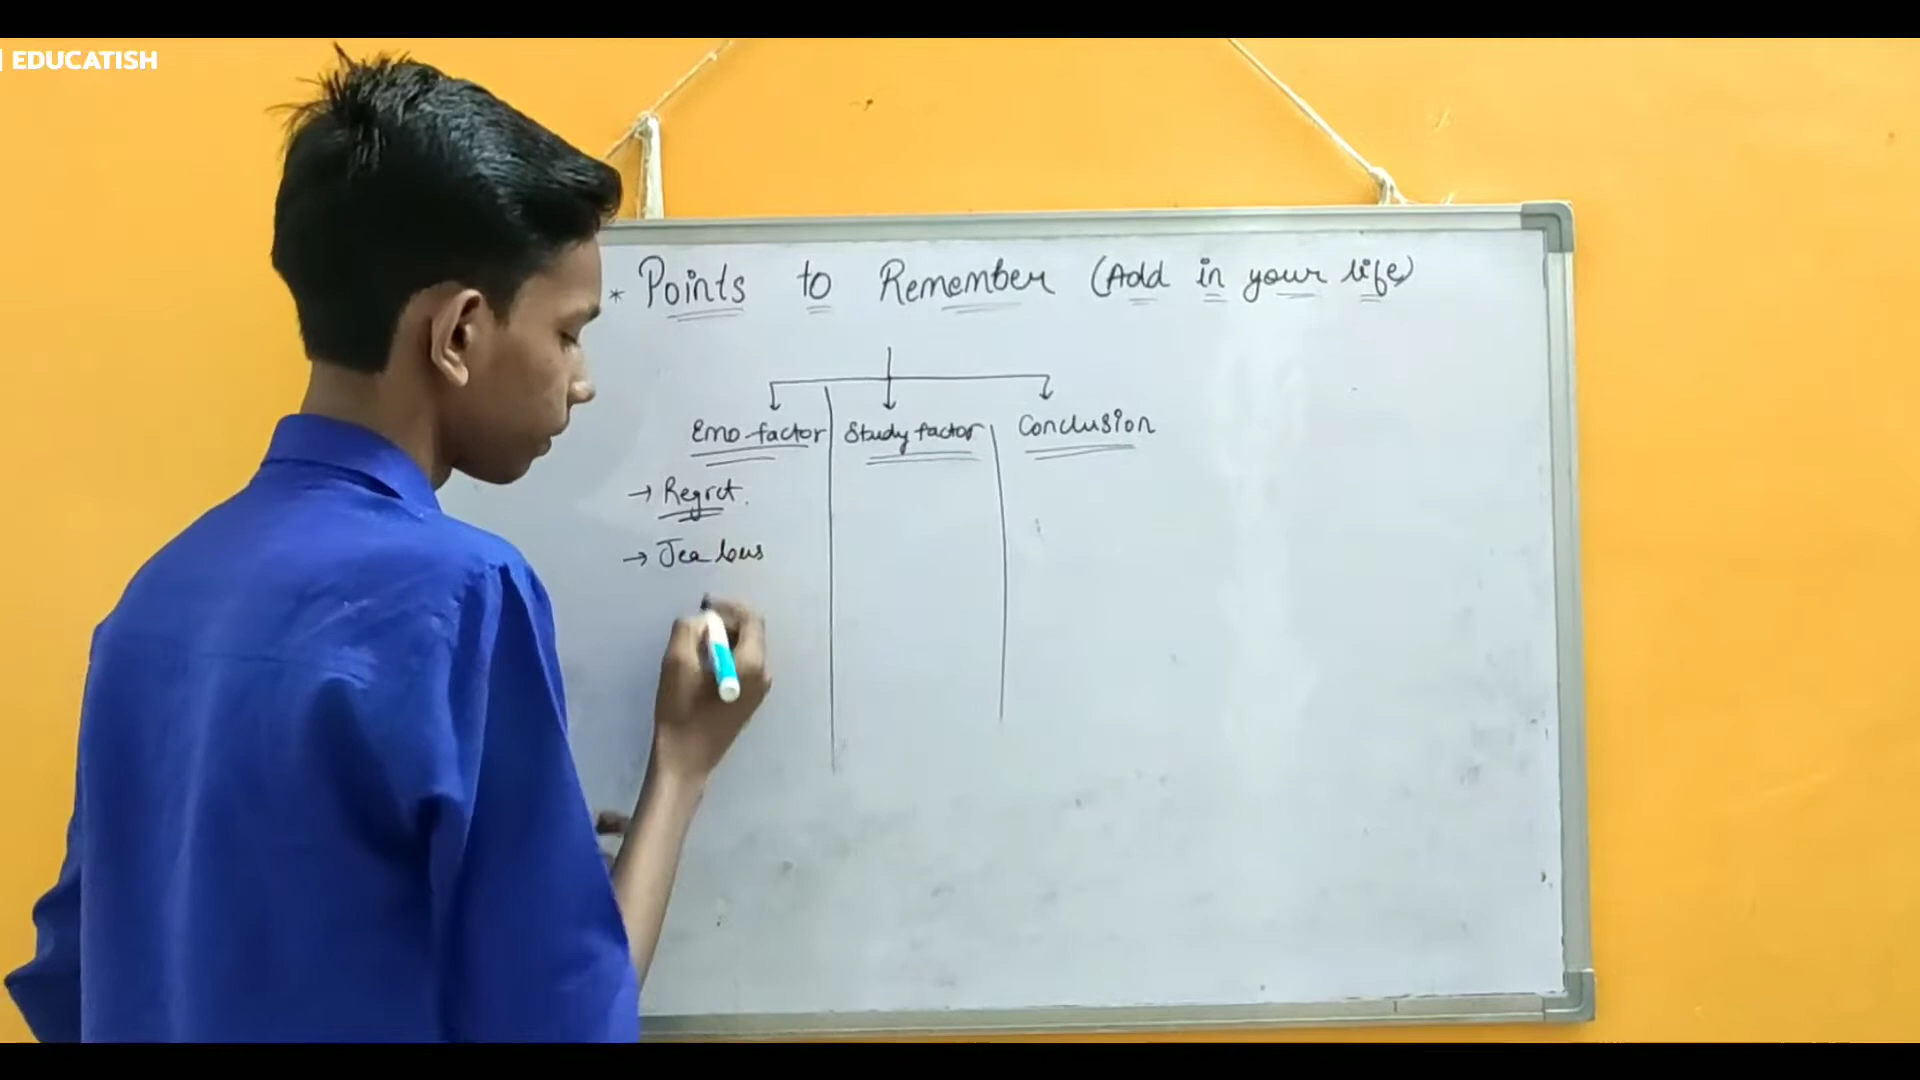 EDUCATISH
* Points to Remember (Add in your life)
Emo-factor Study factor Conclusion
→ Regret.
→ Jealous